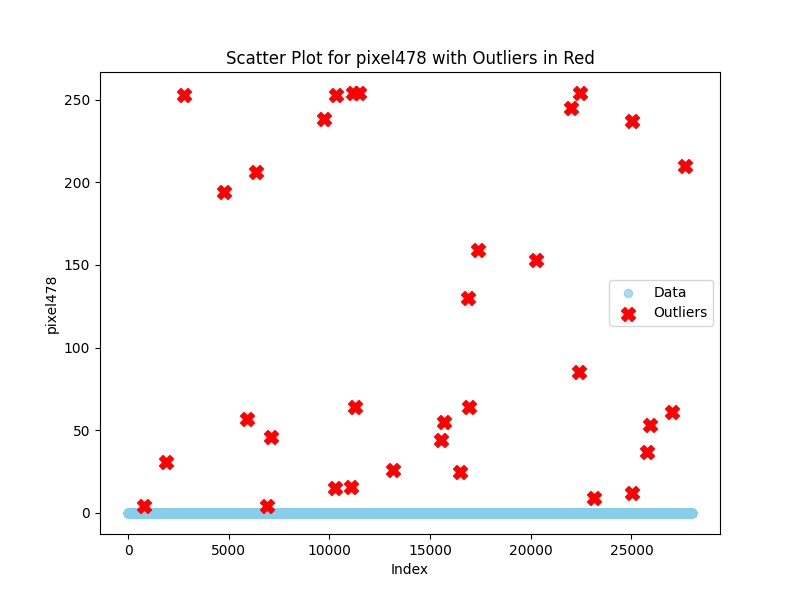 Scatter Plot for pixel478 with Outliers in Red
250
200
150
100
50
0
pixel478
Data
Outliers
0 5000 10000 15000 20000 25000
Index